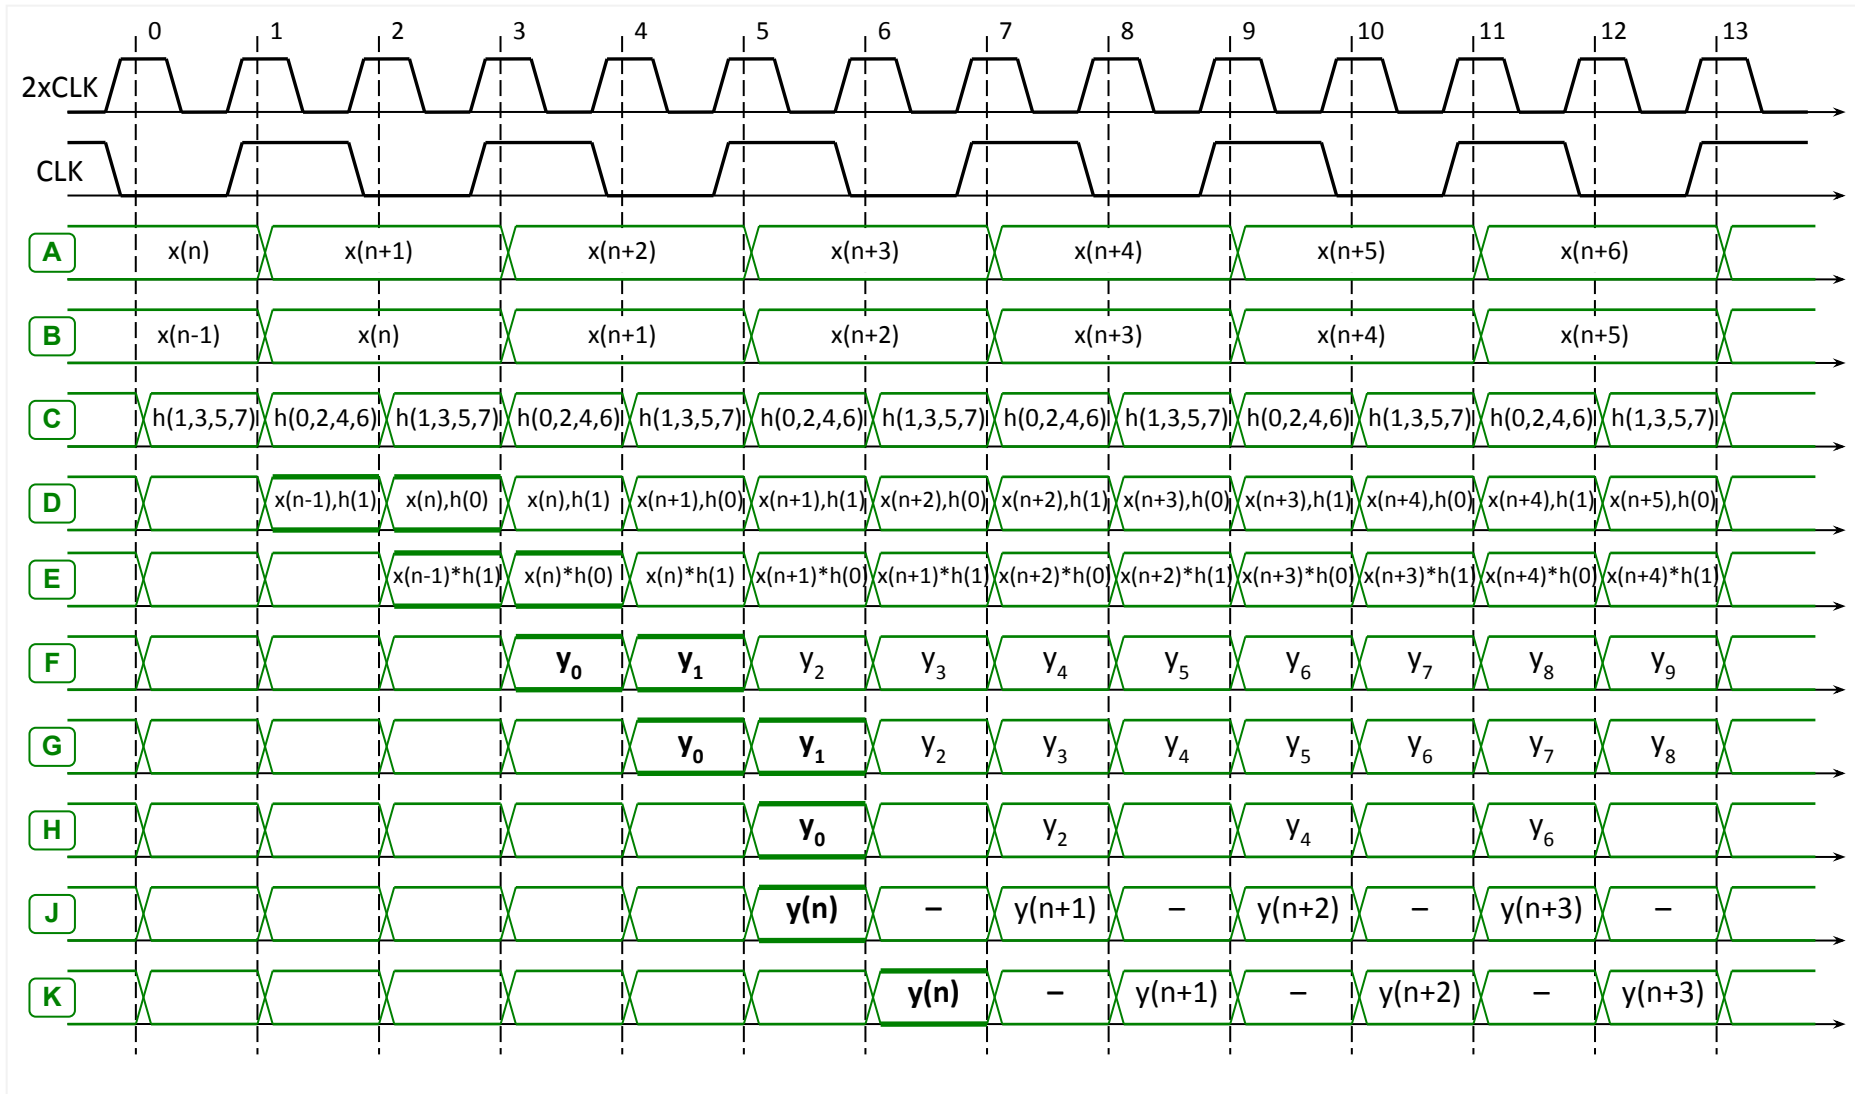 0 1 2 3 4 5 6 7 8 9 10 11 12 13
2xCLK
CLK
A x(n) x(n+1) x(n+2) x(n+3) x(n+4) x(n+5) x(n+6)
B x(n-1) x(n) x(n+1) x(n+2) x(n+3) x(n+4) x(n+5)
C h(1,3,5,7) h(0,2,4,6) h(1,3,5,7) h(0,2,4,6) h(1,3,5,7) h(0,2,4,6) h(1,3,5,7) h(0,2,4,6) h(1,3,5,7) h(0,2,4,6) h(1,3,5,7) h(0,2,4,6) h(1,3,5,7)
D x(n-1),h(1) x(n),h(0) x(n),h(1) x(n+1),h(0) x(n+1),h(1) x(n+2),h(0) x(n+2),h(1) x(n+3),h(0) x(n+3),h(1) x(n+4),h(0) x(n+4),h(1) x(n+5),h(0)
E x(n-1)*h(1) x(n)*h(0) x(n)*h(1) x(n+1)*h(0) x(n+1)*h(1) x(n+2)*h(0) x(n+2)*h(1) x(n+3)*h(0) x(n+3)*h(1) x(n+4)*h(0) x(n+4)*h(1)
F y0 y1 y2 y3 y4 y5 y6 y7 y8 y9
G y0 y1 y2 y3 y4 y5 y6 y7 y8
H y0 y2 y4 y6
J y(n) – y(n+1) – y(n+2) – y(n+3) –
K y(n) – y(n+1) – y(n+2) – y(n+3)